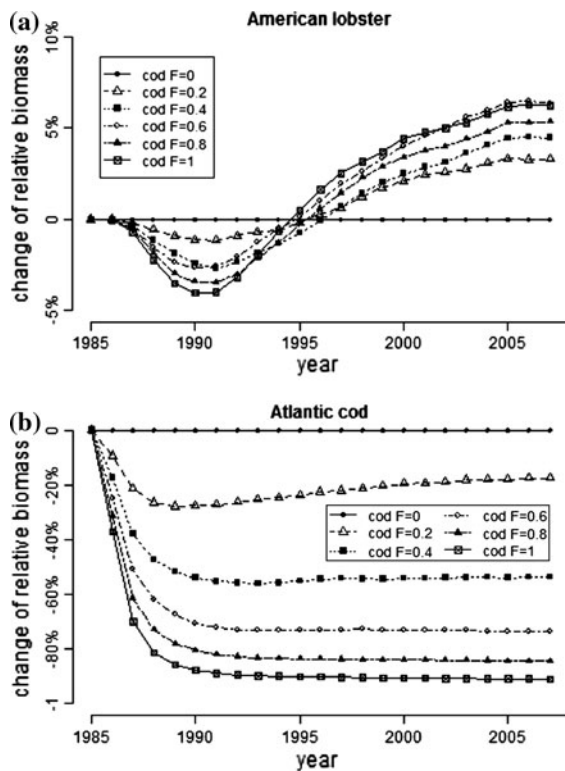 (a)
American lobster
change of relative biomass
10%
5%
0
-5%
cod F=0
cod F=0.2
cod F=0.4
cod F=0.6
cod F=0.8
cod F=1
1985
1990
1995
2000
2005
year
(b)
Atlantic cod
change of relative biomass
0
-20%
-40%
-60%
-80%
-1
cod F=0
cod F=0.2
cod F=0.4
cod F=0.6
cod F=0.8
cod F=1
1985
1990
1995
2000
2005
year